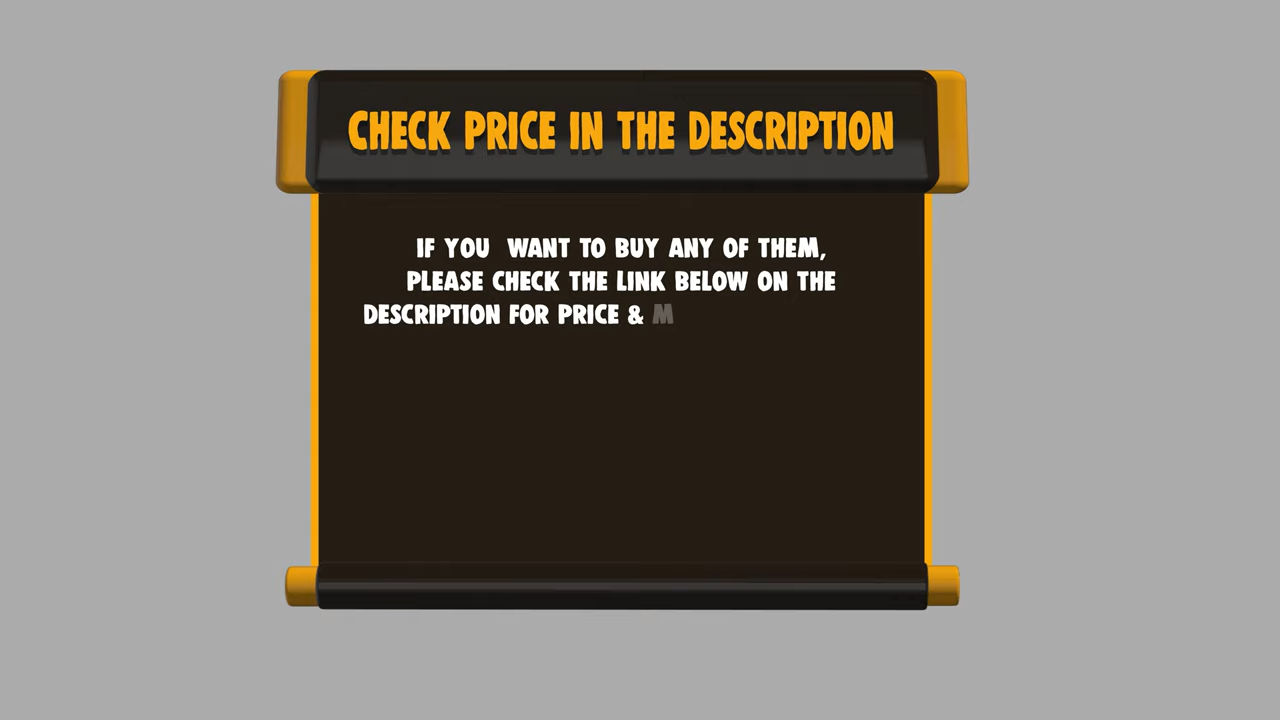 CHECK PRICE IN THE DESCRIPTION
IF YOU WANT TO BUY ANY OF THEM,
PLEASE CHECK THE LINK BELOW ON THE
DESCRIPTION FOR PRICE & M